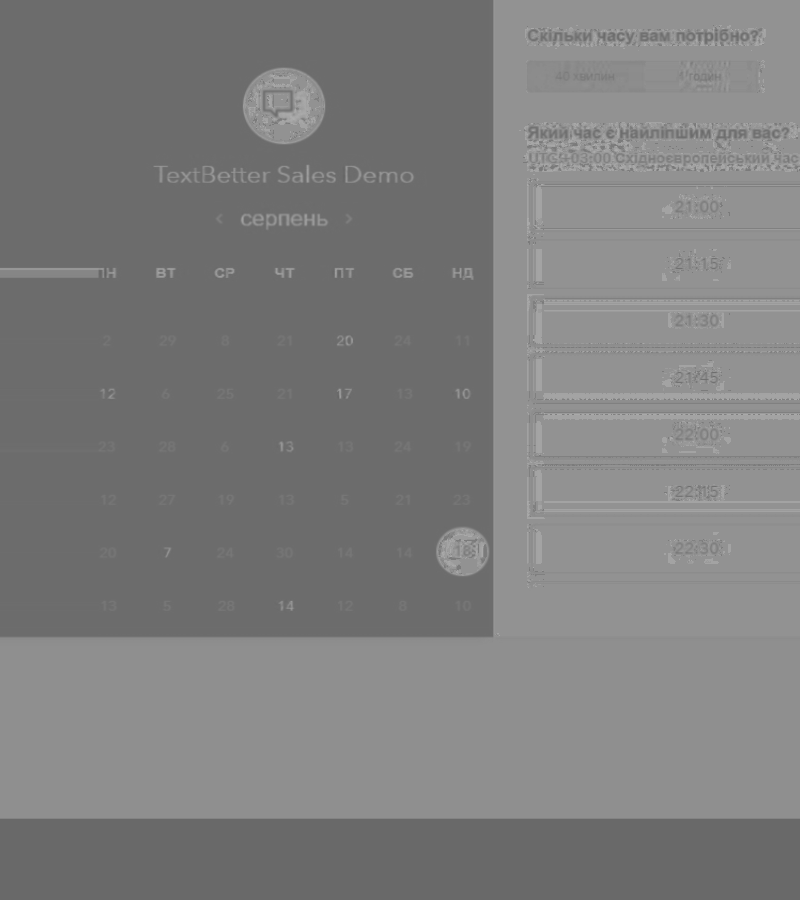 TextBetter Sales Demo
‹ серпень ›
ПН ВТ СР ЧТ ПТ СБ НД
2 29 8 21 20 24 11
12 6 25 21 17 13 10
23 28 6 13 13 24 19
12 27 19 13 5 21 23
20 7 24 30 14 14 18
13 5 28 14 12 8 10
Скільки часу вам потрібно?
40 хвилин годин
Який час є найліпшим для вас?
03:00 Східноєвропейський час
21:00
21:15
21:30
21:45
22:00
22:15
22:30